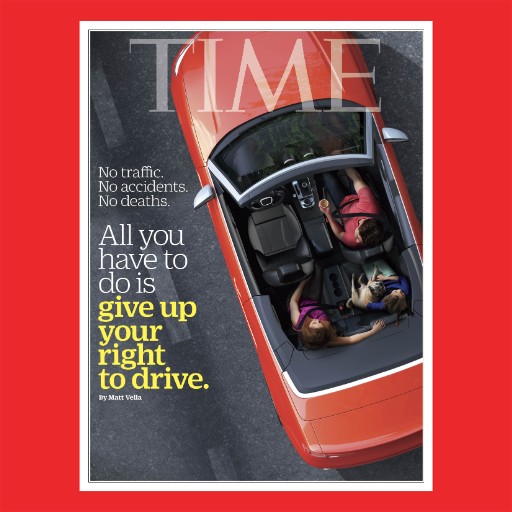 TIME
No traffic.
No accidents.
No deaths.
All you
have to
do is
give up
your
right
to drive.
By Matt Vella